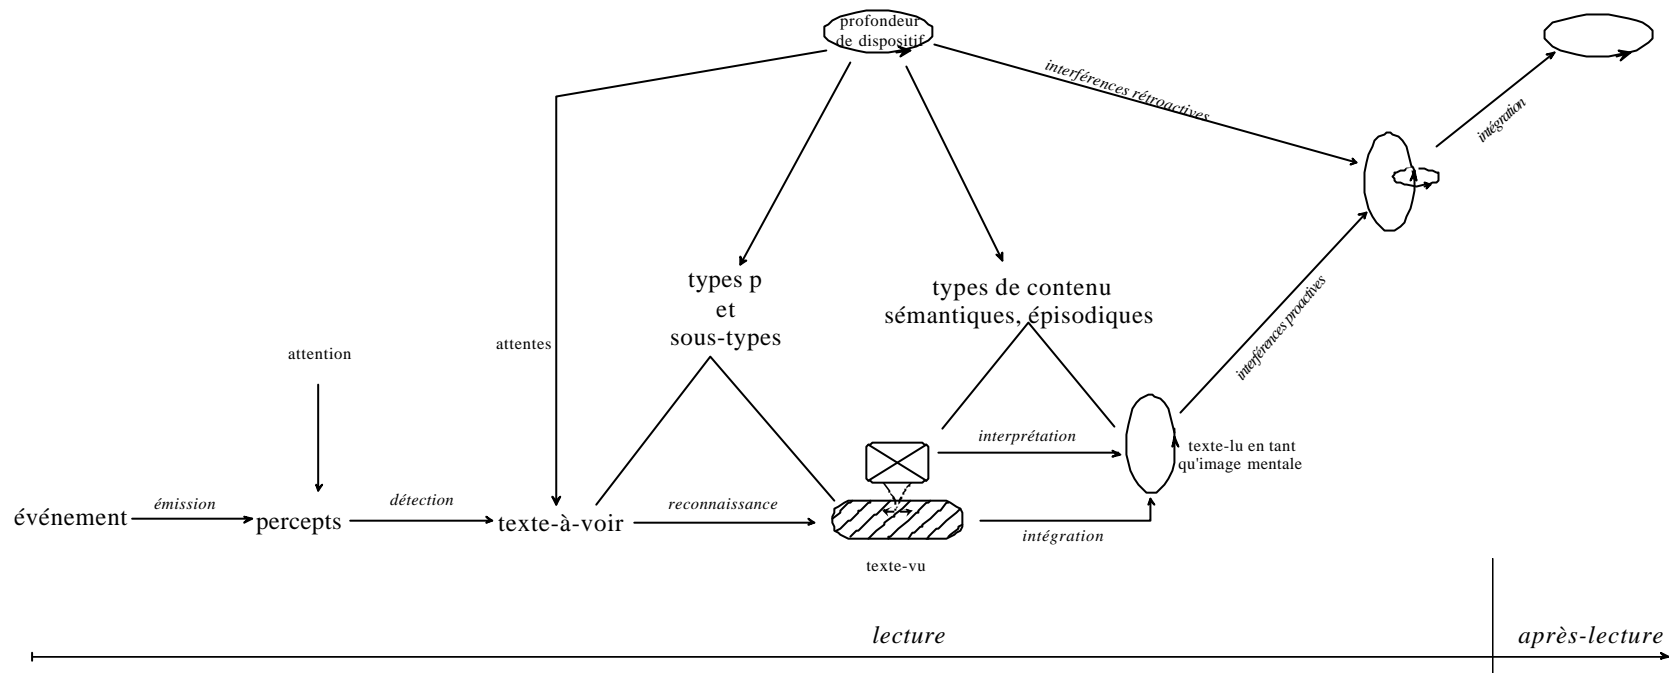 profondeur
de dispositif
interférences rétroactives
intégration
types p
et
sous-types
types de contenu
sémantiques, épisodiques
attentes
attention
interférences proactives
interprétation
texte-lu en tant
qu'image mentale
événement
émission
percepts
détection
texte-à-voir
reconnaissance
intégration
texte-vu
lecture
après-lecture